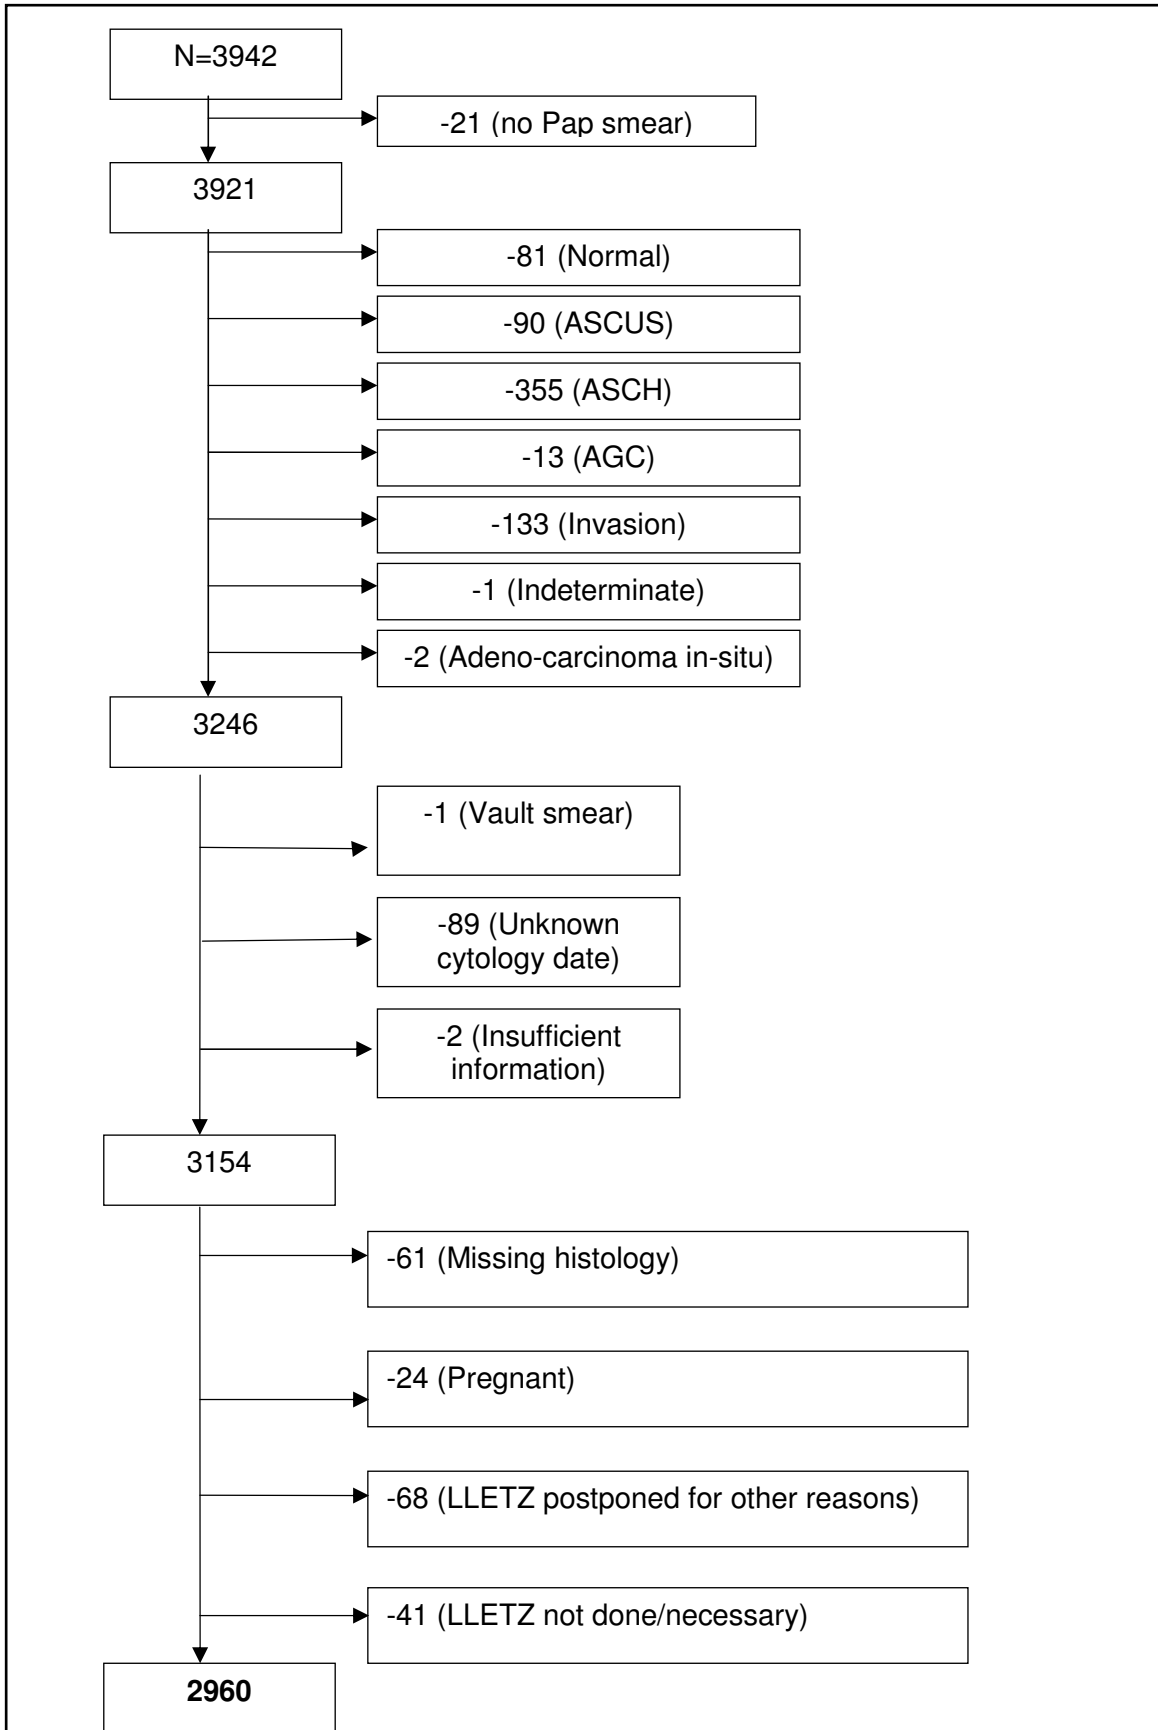 N=3942
-21 (no Pap smear)
3921
-81 (Normal)
-90 (ASCUS)
-355 (ASCH)
-13 (AGC)
-133 (Invasion)
-1 (Indeterminate)
-2 (Adeno-carcinoma in-situ)
3246
-1 (Vault smear)
-89 (Unknown
cytology date)
-2 (Insufficient
information)
3154
-61 (Missing histology)
-24 (Pregnant)
-68 (LLETZ postponed for other reasons)
-41 (LLETZ not done/necessary)
2960